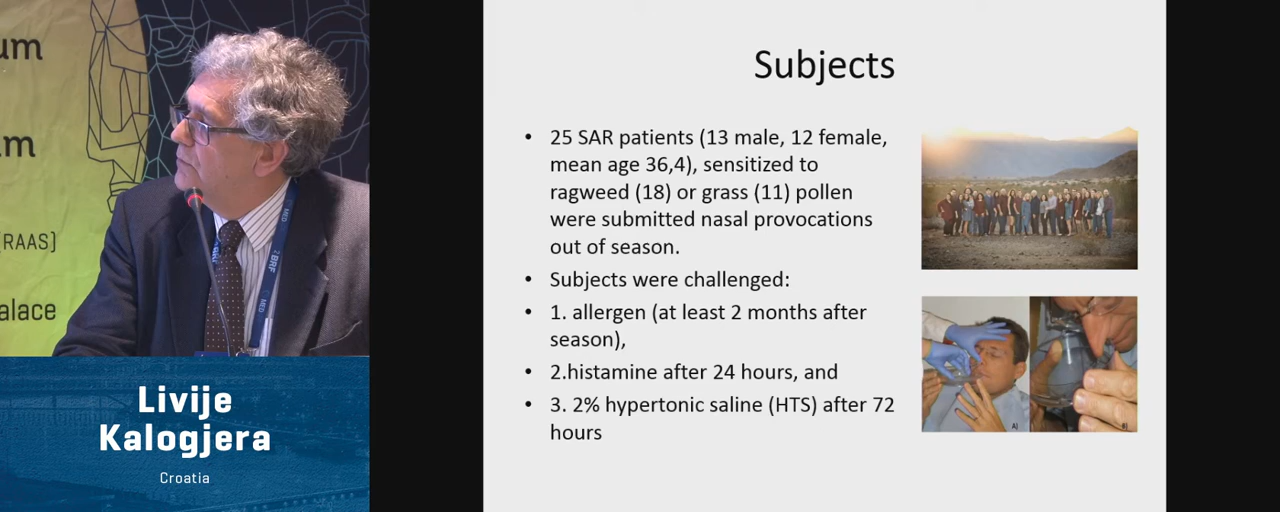 um
m
(RAAS)
alace
MED
BRF
MED
Livije
Kalogjera
Croatia
Subjects
• 25 SAR patients (13 male, 12 female,
mean age 36,4), sensitized to
ragweed (18) or grass (11) pollen
were submitted nasal provocations
out of season.
• Subjects were challenged:
• 1. allergen (at least 2 months after
season),
• 2.histamine after 24 hours, and
• 3. 2% hypertonic saline (HTS) after 72
hours
A)
B)